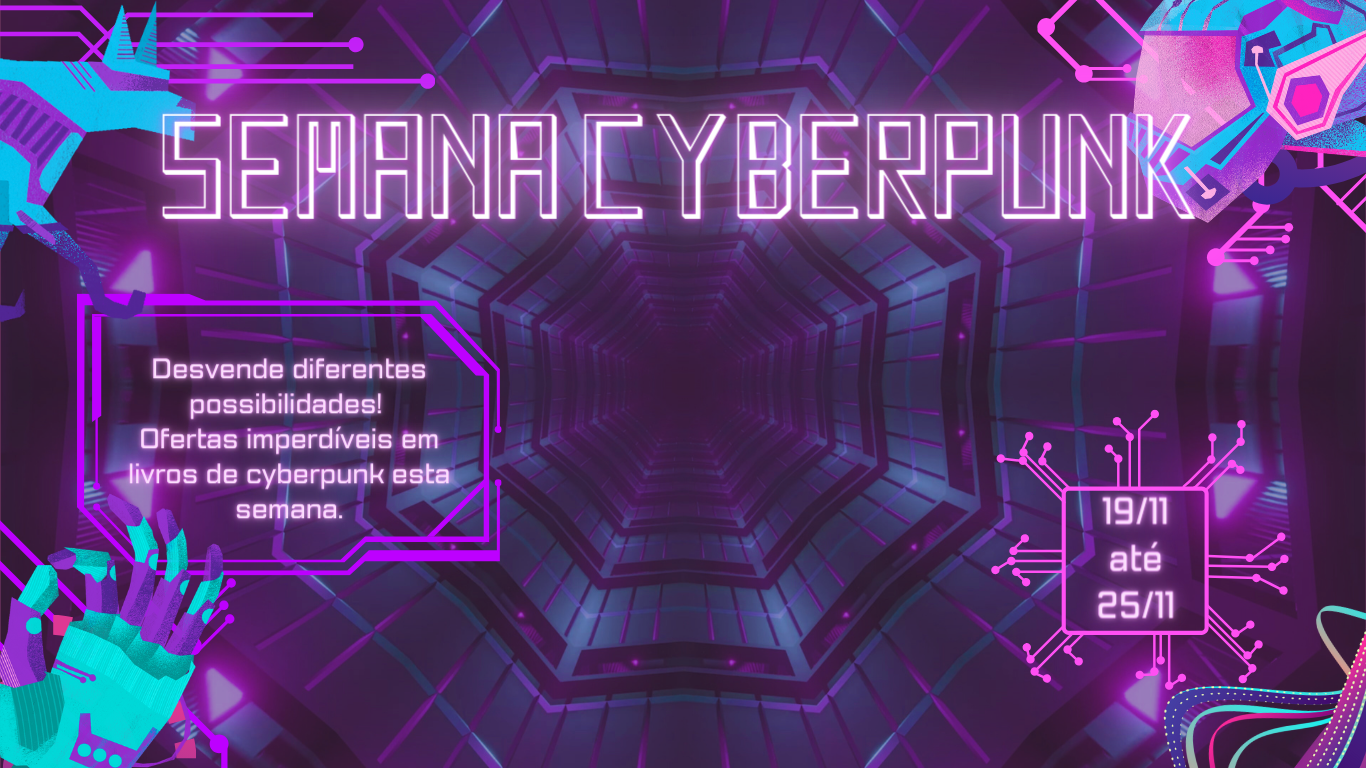 SEMANA CYBERPUNK
Desvende diferentes
possibilidades!
Ofertas imperdíveis em
livros de cyberpunk esta
semana.
19/11
até
25/11